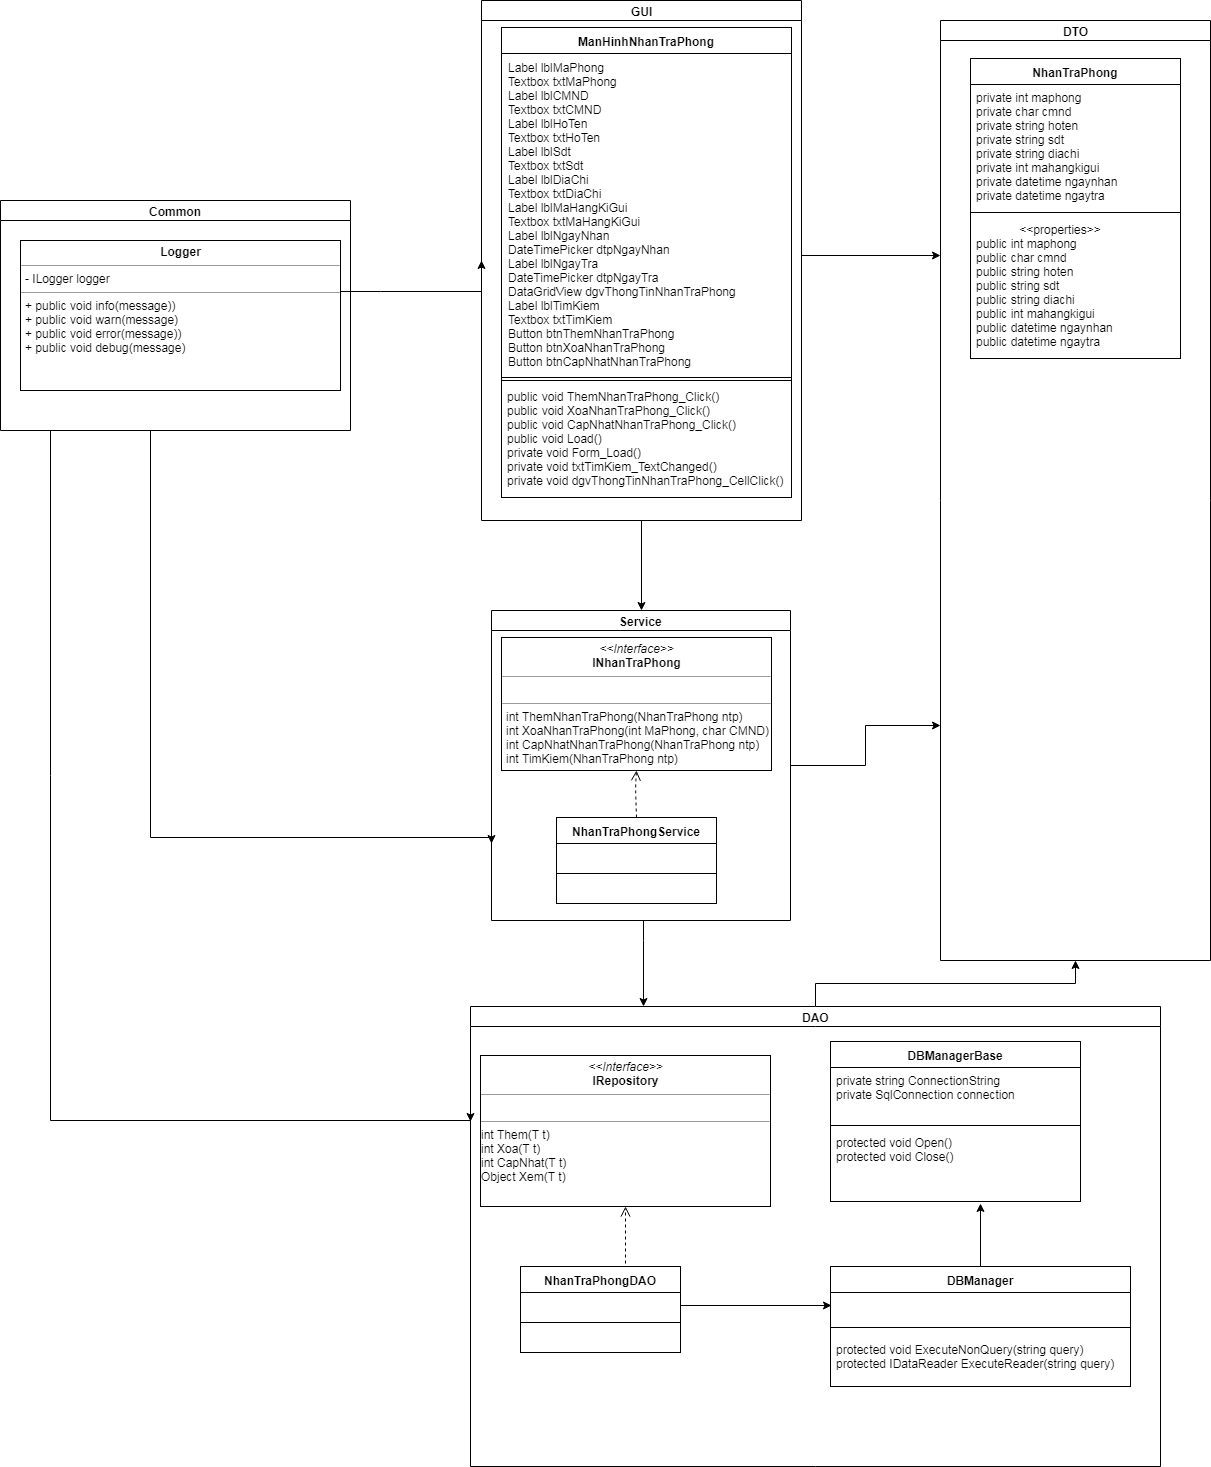 GUI
ManHinhNhanTraPhong
Label lblMaPhong
Textbox txtMaPhong
Label lblCMND
Textbox txtCMND
Label lblHoTen
Textbox txtHoTen
Label lblSdt
Textbox txtSdt
Label lblDiaChi
Textbox txtDiaChi
Label lblMaHangKiGui
Textbox txtMaHangKiGui
Label lblNgayNhan
DateTimePicker dtpNgayNhan
Label lblNgayTra
DateTimePicker dtpNgayTra
DataGridView dgvThongTinNhanTraPhong
Label lblTimKiem
Textbox txtTimKiem
Button btnThemNhanTraPhong
Button btnXoaNhanTraPhong
Button btnCapNhatNhanTraPhong
public void ThemNhanTraPhong_Click()
public void XoaNhanTraPhong_Click()
public void CapNhatNhanTraPhong_Click()
public void Load()
private void Form_Load()
private void txtTimKiem_TextChanged()
private void dgvThongTinNhanTraPhong_CellClick()
DTO
NhanTraPhong
private int maphong
private char cmnd
private string hoten
private string sdt
private string diachi
private int mahangkigui
private datetime ngaynhan
private datetime ngaytra
<<properties>>
public int maphong
public char cmnd
public string hoten
public string sdt
public string diachi
public int mahangkigui
public datetime ngaynhan
public datetime ngaytra
Common
Logger
- ILogger logger
+ public void info(message))
+ public void warn(message)
+ public void error(message))
+ public void debug(message)
Service
<<Interface>>
INhanTraPhong
int ThemNhanTraPhong(NhanTraPhong ntp)
int XoaNhanTraPhong(int MaPhong, char CMND)
int CapNhatNhanTraPhong(NhanTraPhong ntp)
int TimKiem(NhanTraPhong ntp)
NhanTraPhongService
DAO
<<Interface>>
IRepository
int Them(T t)
int Xoa(T t)
int CapNhat(T t)
Object Xem(T t)
DBManagerBase
private string ConnectionString
private SqlConnection connection
protected void Open()
protected void Close()
NhanTraPhongDAO
DBManager
protected void ExecuteNonQuery(string query)
protected IDataReader ExecuteReader(string query)